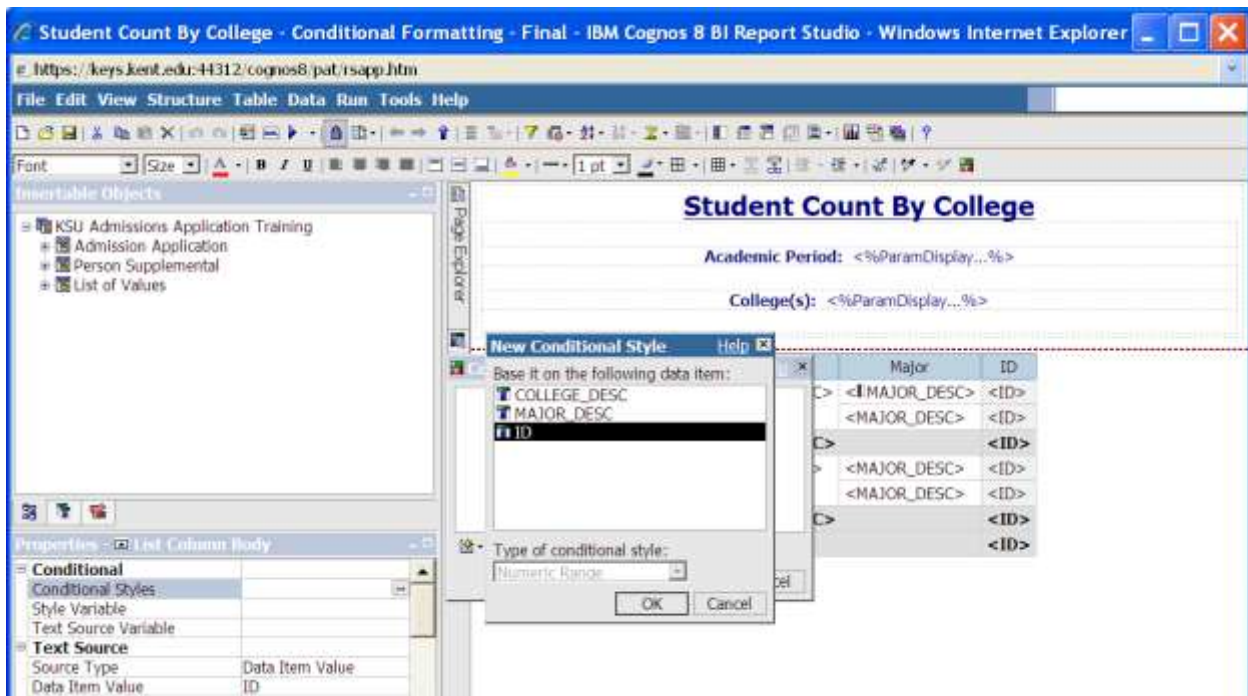 Student Count By College - Conditional Formatting - Final - IBM Cognos 8 BI Report Studio - Windows Internet Explorer
https://keys.kent.edu:44312/cognos8/pat/rsapp.htm
File Edit View Structure Table Data Run Tools Help
Font Size 1 pt
Insertable Objects
KSU Admissions Application Training
Admission Application
Person Supplemental
List of Values
Page Explorer
Student Count By College
Academic Period: <%ParamDisplay...%>
College(s): <%ParamDisplay...%>
New Conditional Style Help
Base it on the following data item:
COLLEGE_DESC
MAJOR_DESC
ID
Type of conditional style:
Numeric Range
OK Cancel
Major ID
<MAJOR_DESC> <ID>
<MAJOR_DESC> <ID>
<ID>
<MAJOR_DESC> <ID>
<MAJOR_DESC> <ID>
<ID>
<ID>
Properties - List Column Body
Conditional
Conditional Styles
Style Variable
Text Source Variable
Text Source
Source Type Data Item Value
Data Item Value ID